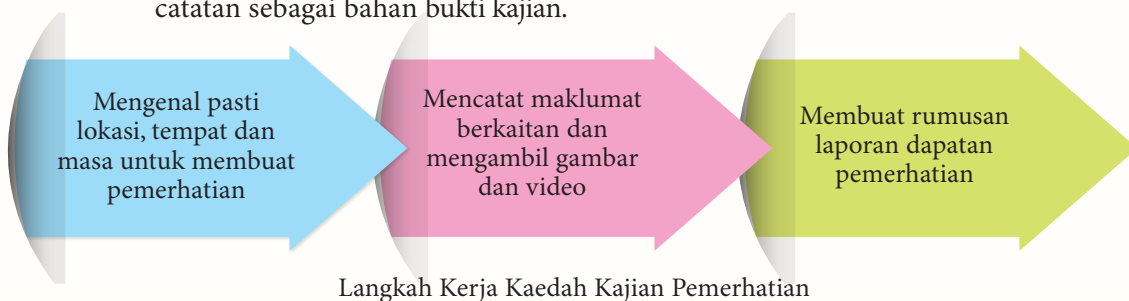 catatan sebagai bahan bukti kajian.
Mengenal pasti
lokasi, tempat dan
masa untuk membuat
pemerhatian
Mencatat maklumat
berkaitan dan
mengambil gambar
dan video
Membuat rumusan
laporan dapatan
pemerhatian
Langkah Kerja Kaedah Kajian Pemerhatian